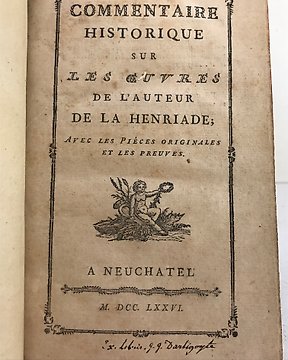 COMMENTAIRE
HISTORIQUE
SUR
LES ŒUVRES
DE L'AUTEUR
DE LA HENRIADE;
AVEC LES PIÈCES ORIGINALES
ET LES PREUVES.
A NEUCHATEL
M. DCC. LXXVI.
Ex Libris, J. J.